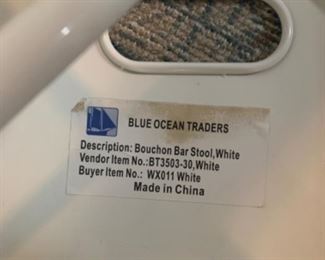 BLUE OCEAN TRADERS
Description: Bouchon Bar Stool,White
Vendor Item No.:BT3503-30,White
Buyer Item No.: WX011 White
Made in China